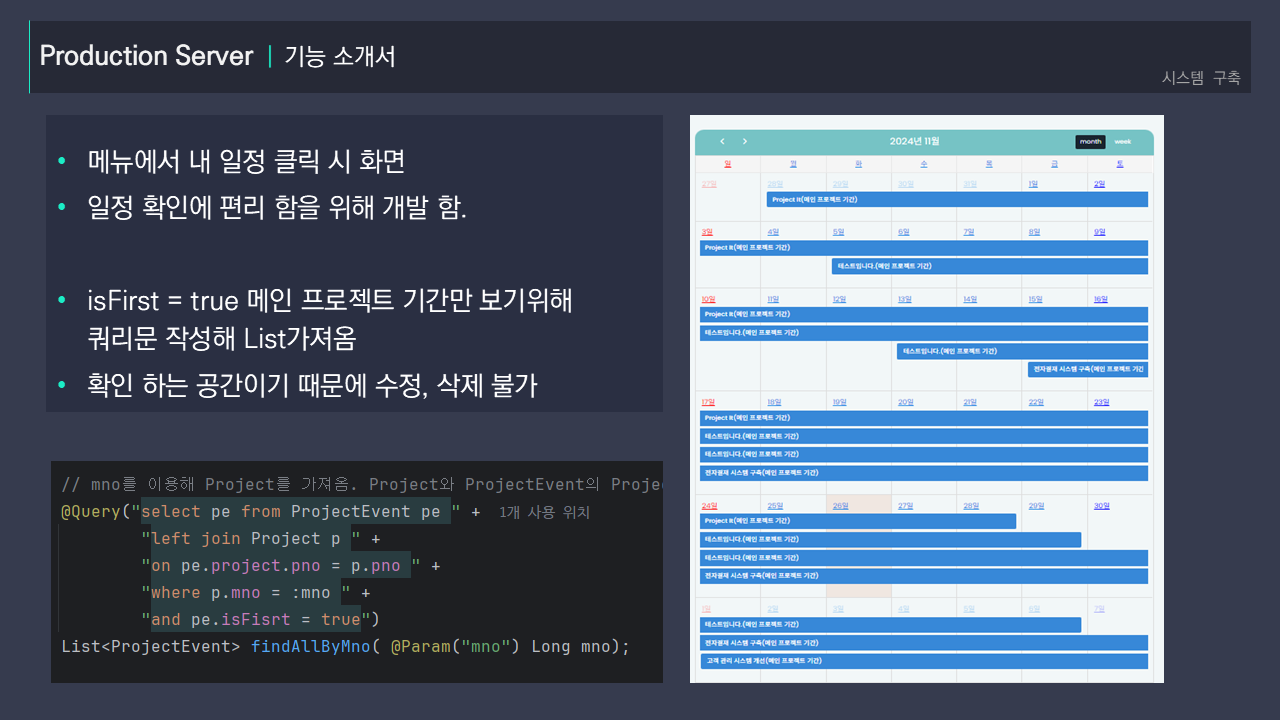 Production Server | 기능 소개서
시스템 구축
• 메뉴에서 내 일정 클릭 시 화면
• 일정 확인에 편리 함을 위해 개발 함.
• isFirst = true 메인 프로젝트 기간만 보기위해
쿼리문 작성해 List가져옴
• 확인 하는 공간이기 때문에 수정, 삭제 불가
// mno를 이용해 Project를 가져옴. Project와 ProjectEvent의 Projec
@Query("select pe from ProjectEvent pe " + 1개 사용 위치
"left join Project p " +
"on pe.project.pno = p.pno " +
"where p.mno = :mno " +
"and pe.isFisrt = true")
List<ProjectEvent> findAllByMno( @Param("mno") Long mno);
‹ › 2024년 11월 month week
일 월 화 수 목 금 토
27일 28일 29일 30일 31일 1일 2일
Project It(메인 프로젝트 기간)
3일 4일 5일 6일 7일 8일 9일
Project It(메인 프로젝트 기간)
테스트입니다.(메인 프로젝트 기간)
10일 11일 12일 13일 14일 15일 16일
Project It(메인 프로젝트 기간)
테스트입니다.(메인 프로젝트 기간)
테스트입니다.(메인 프로젝트 기간)
전자결제 시스템 구축(메인 프로젝트 기간
17일 18일 19일 20일 21일 22일 23일
Project It(메인 프로젝트 기간)
테스트입니다.(메인 프로젝트 기간)
테스트입니다.(메인 프로젝트 기간)
전자결제 시스템 구축(메인 프로젝트 기간)
24일 25일 26일 27일 28일 29일 30일
Project It(메인 프로젝트 기간)
테스트입니다.(메인 프로젝트 기간)
테스트입니다.(메인 프로젝트 기간)
전자결제 시스템 구축(메인 프로젝트 기간)
1일 2일 3일 4일 5일 6일 7일
테스트입니다.(메인 프로젝트 기간)
전자결제 시스템 구축(메인 프로젝트 기간)
고객 관리 시스템 개선(메인 프로젝트 기간)